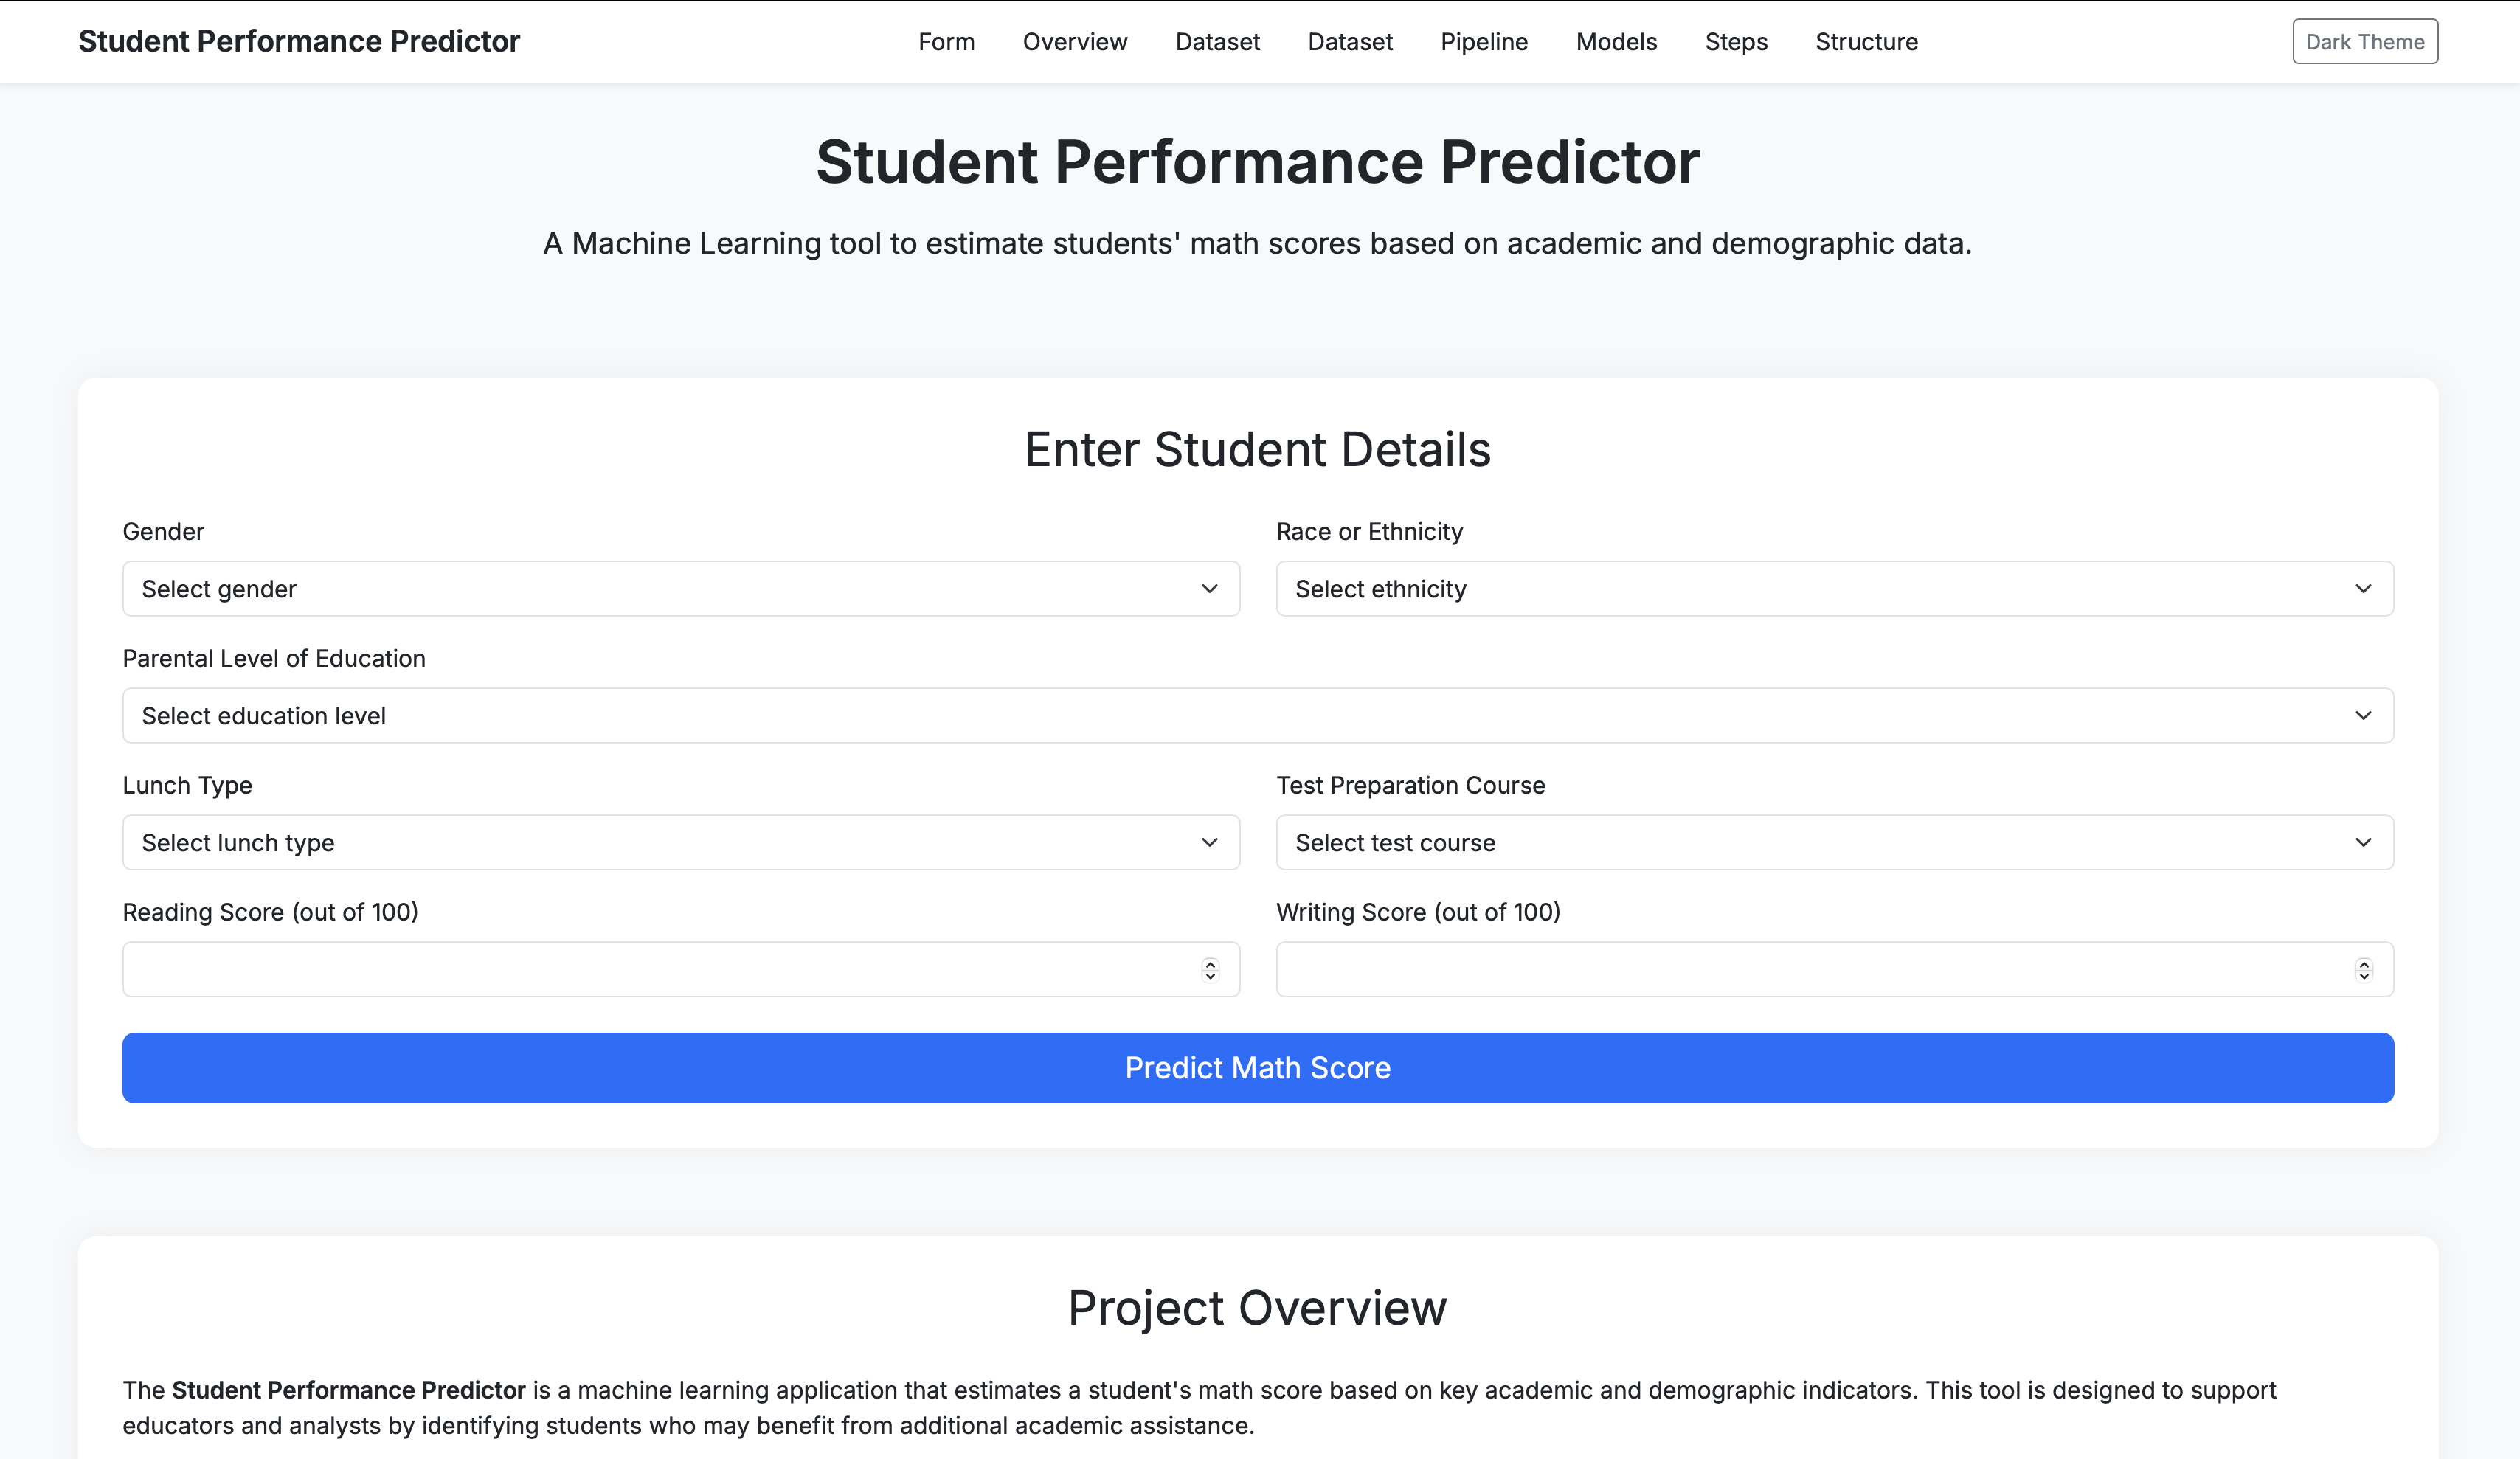 Student Performance Predictor
Form
Overview
Dataset
Dataset
Pipeline
Models
Steps
Structure
Dark Theme
Student Performance Predictor
A Machine Learning tool to estimate students' math scores based on academic and demographic data.
Enter Student Details
Gender
Select gender
Race or Ethnicity
Select ethnicity
Parental Level of Education
Select education level
Lunch Type
Select lunch type
Test Preparation Course
Select test course
Reading Score (out of 100)
Writing Score (out of 100)
Predict Math Score
Project Overview
The Student Performance Predictor is a machine learning application that estimates a student's math score based on key academic and demographic indicators. This tool is designed to support
educators and analysts by identifying students who may benefit from additional academic assistance.